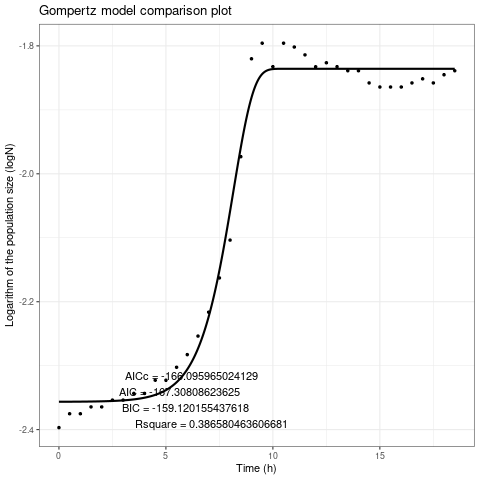 Gompertz model comparison plot
Logarithm of the population size (logN)
-1.8
-2.0
-2.2
-2.4
AICc = -166.095965024129
AIC = -167.30808623625
BIC = -159.120155437618
Rsquare = 0.386580463606681
0 5 10 15
Time (h)